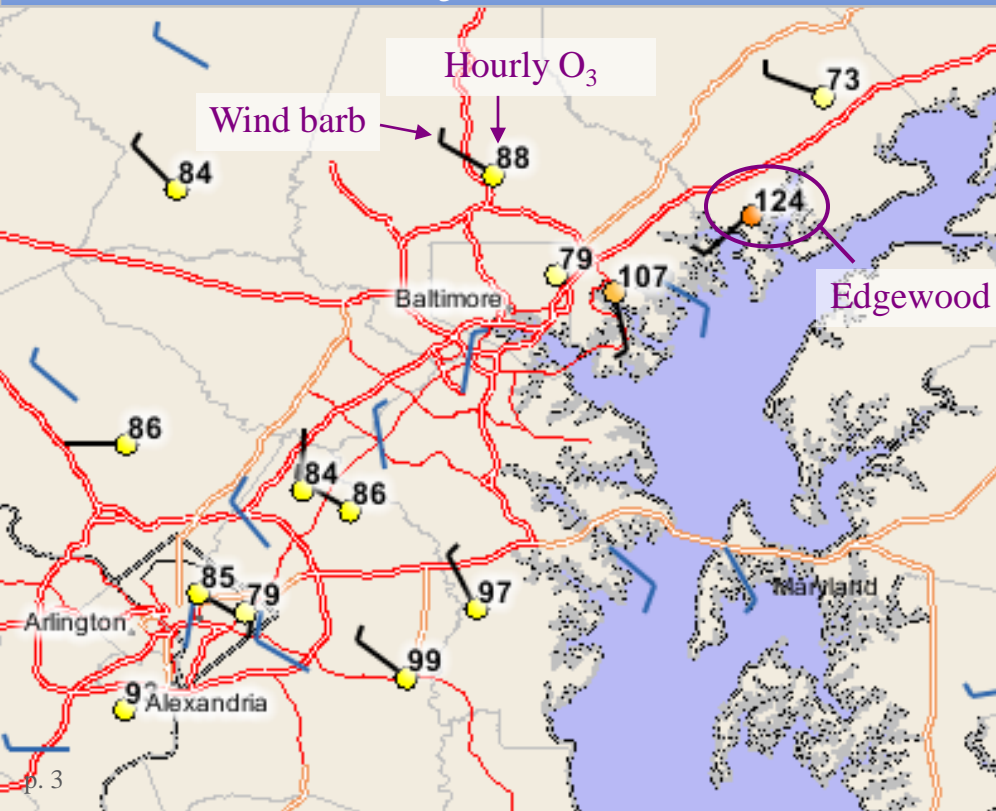 Hourly O₃
73
Wind barb
88
84
124
79
107
Edgewood
Baltimore
86
84
86
85
79
97
Maryland
Arlington
99
Alexandria
p. 3